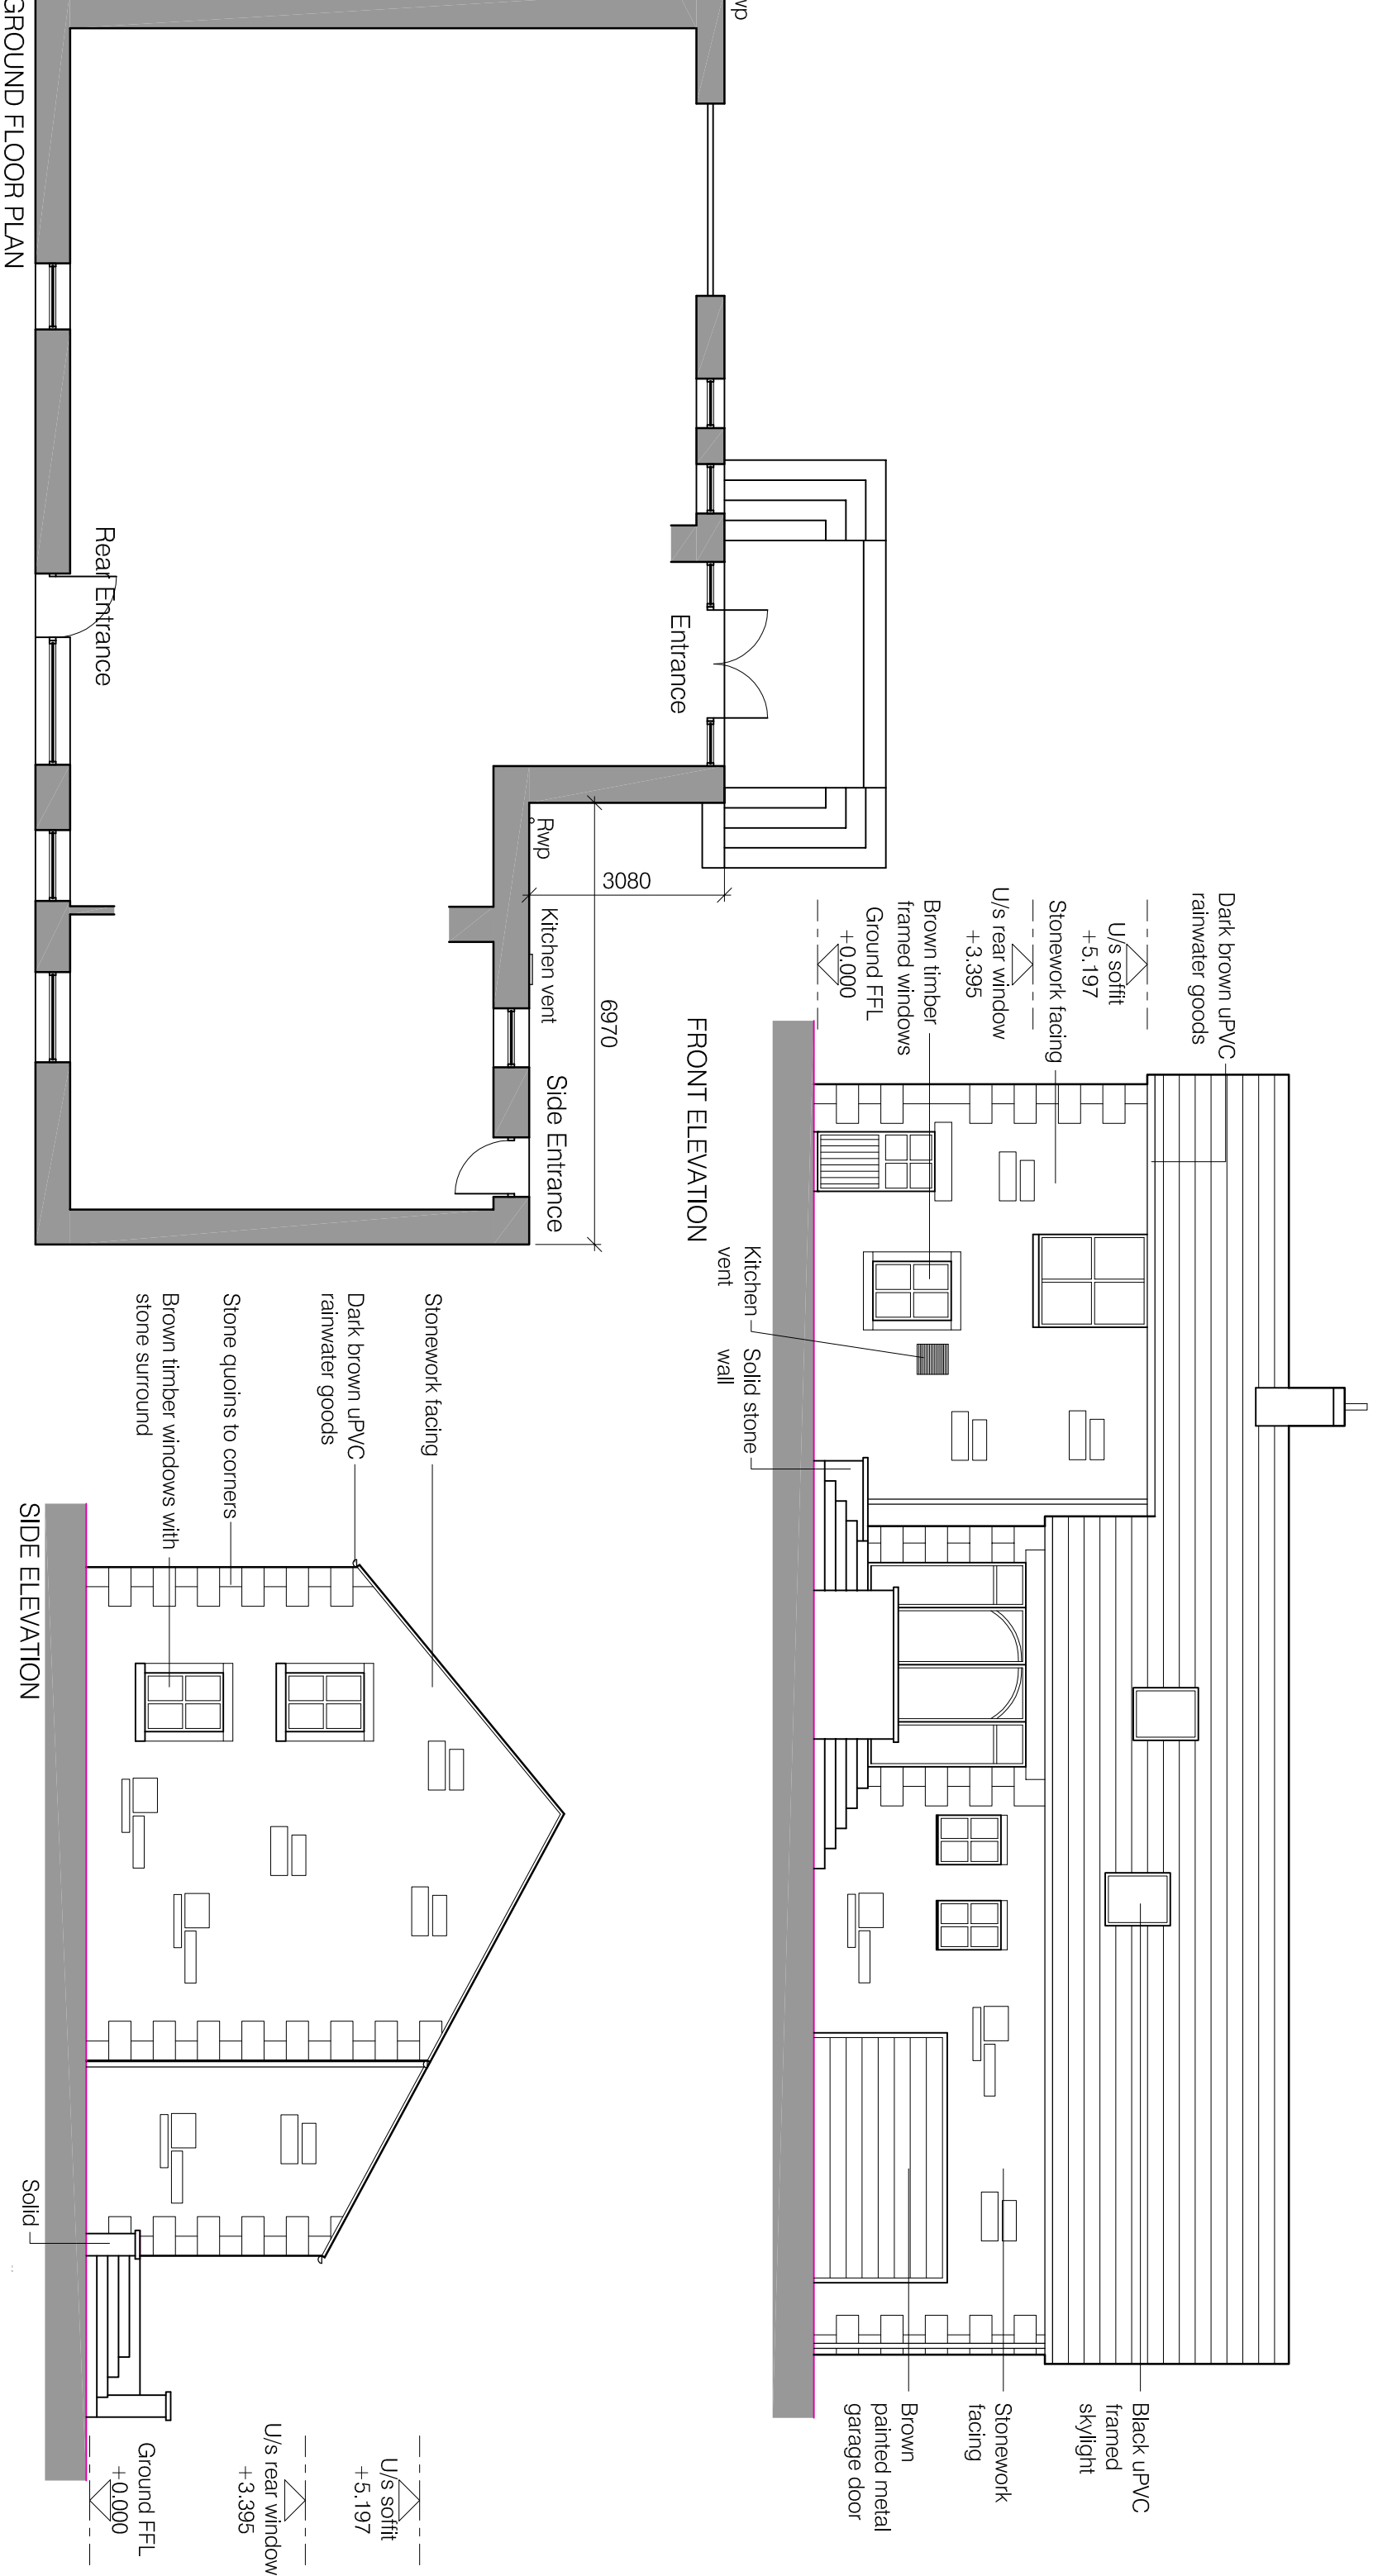 Dark brown uPVC
rainwater goods
U/s soffit
+5.197
Stonework facing
U/s rear window
+3.395
Brown timber
framed windows
Ground FFL
+0.000
Kitchen
vent
Solid stone
wall
Black uPVC
framed
skylight
Stonework
facing
Brown
painted metal
garage door
FRONT ELEVATION
Entrance
3080
6970
Rwp
Kitchen vent
Side Entrance
Rear Entrance
GROUND FLOOR PLAN
Stonework facing
Dark brown uPVC
rainwater goods
Stone quoins to corners
Brown timber windows with
stone surround
U/s soffit
+5.197
U/s rear window
+3.395
Ground FFL
+0.000
Solid
SIDE ELEVATION